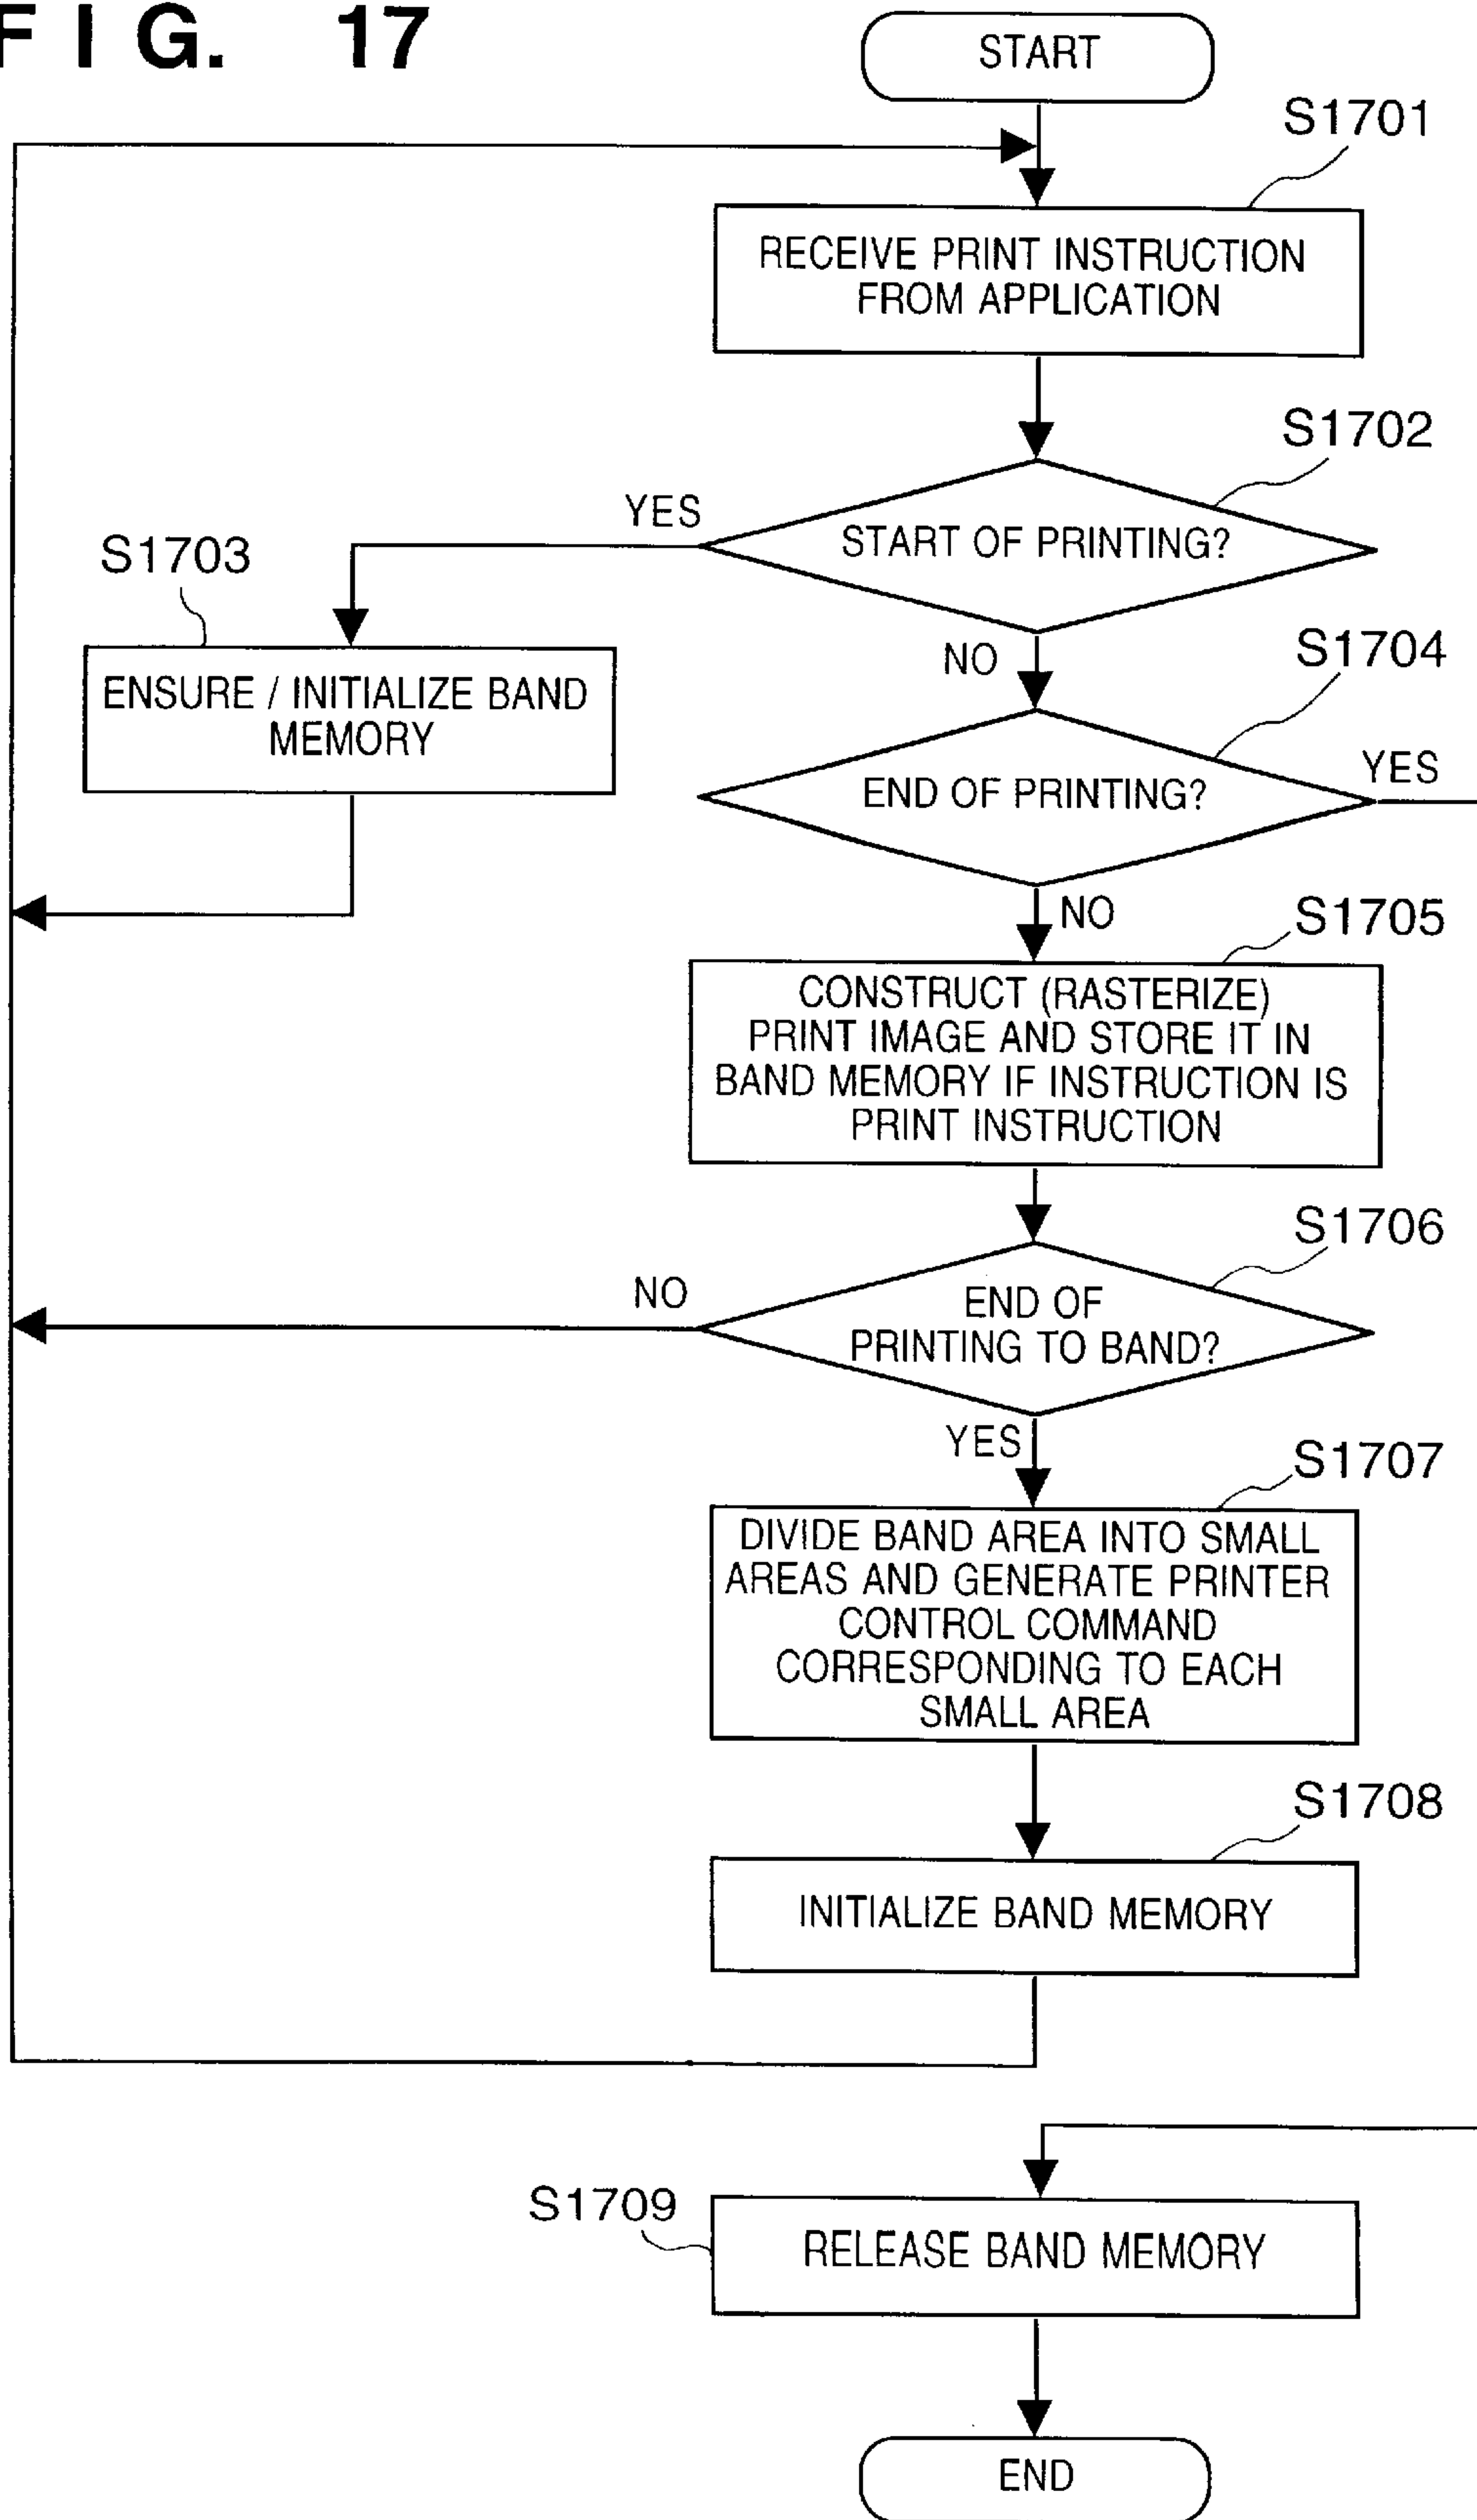 FIG. 17
START
S1701
RECEIVE PRINT INSTRUCTION
FROM APPLICATION
S1702
YES
START OF PRINTING?
S1703
ENSURE / INITIALIZE BAND
MEMORY
NO
S1704
END OF PRINTING?
YES
NO
S1705
CONSTRUCT (RASTERIZE)
PRINT IMAGE AND STORE IT IN
BAND MEMORY IF INSTRUCTION IS
PRINT INSTRUCTION
S1706
NO
END OF
PRINTING TO BAND?
YES
S1707
DIVIDE BAND AREA INTO SMALL
AREAS AND GENERATE PRINTER
CONTROL COMMAND
CORRESPONDING TO EACH
SMALL AREA
S1708
INITIALIZE BAND MEMORY
S1709
RELEASE BAND MEMORY
END